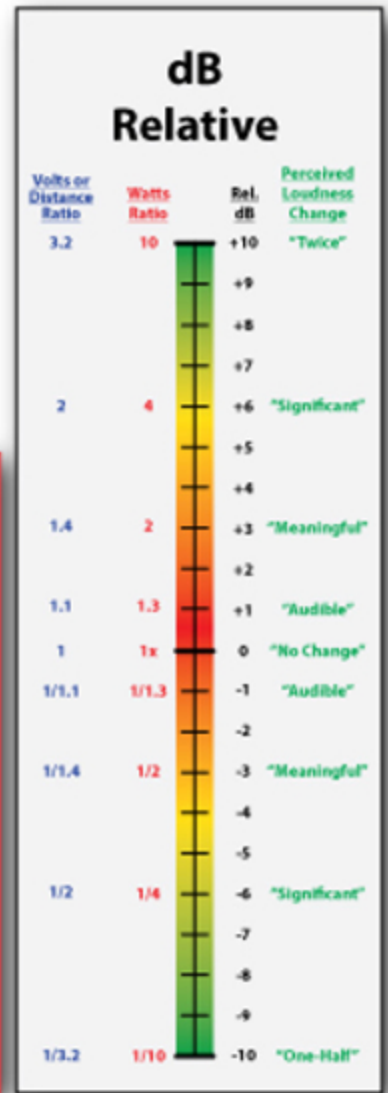 dB
Relative
Volts or Distance Ratio Watts Ratio Rel. dB Perceived Loudness Change
3.2 10 +10 "Twice"
+9
+8
+7
2 4 +6 "Significant"
+5
+4
1.4 2 +3 "Meaningful"
+2
1.1 1.3 +1 "Audible"
1 1x 0 "No Change"
1/1.1 1/1.3 -1 "Audible"
-2
1/1.4 1/2 -3 "Meaningful"
-4
-5
1/2 1/4 -6 "Significant"
-7
-8
-9
1/3.2 1/10 -10 "One-Half"